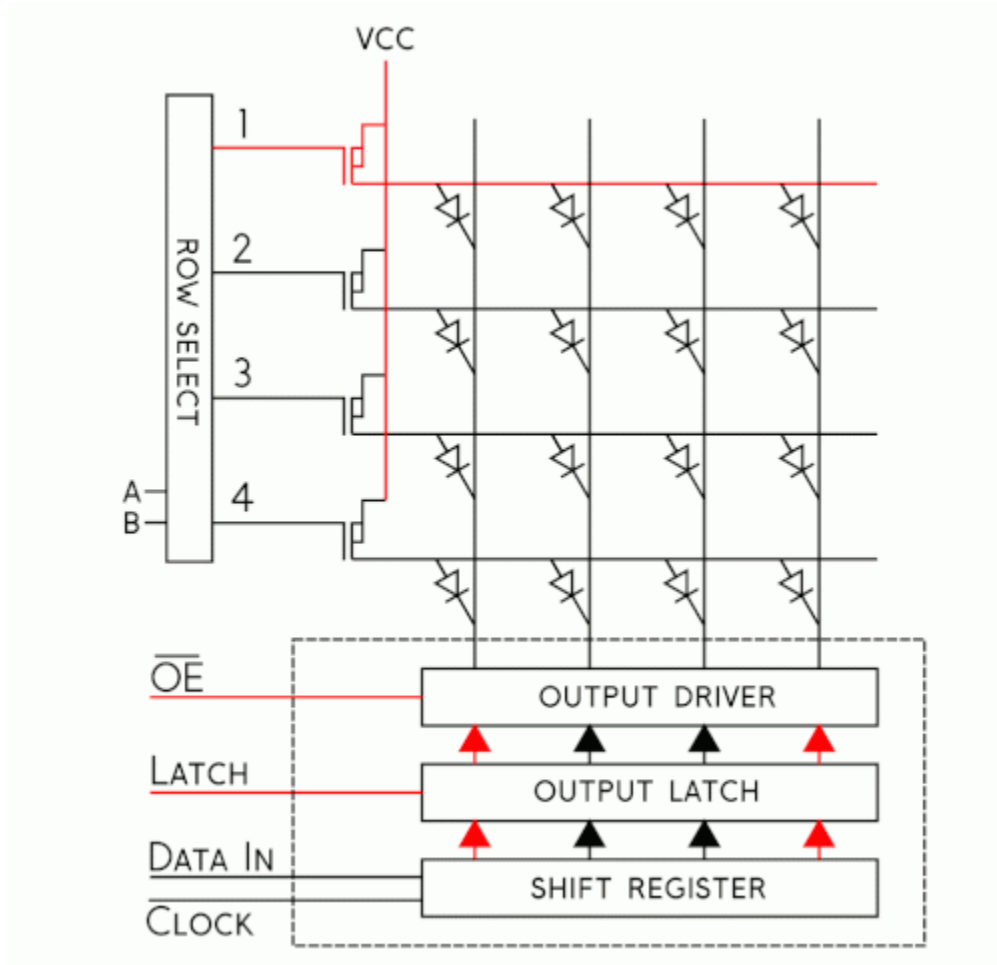 VCC
1
2
3
4
ROW SELECT
A
B
OE
OUTPUT DRIVER
LATCH
OUTPUT LATCH
DATA IN
SHIFT REGISTER
CLOCK